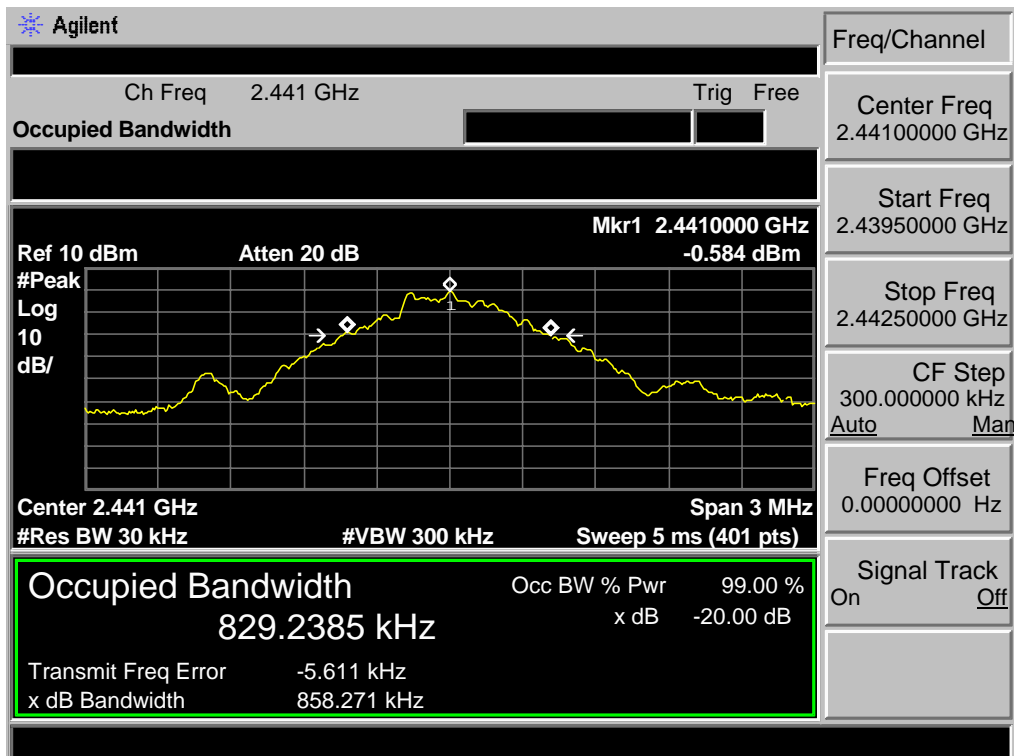 Agilent
Ch Freq 2.441 GHz Trig Free
Occupied Bandwidth
Mkr1 2.4410000 GHz
Ref 10 dBm Atten 20 dB -0.584 dBm
#Peak
Log
10
dB/
1
Center 2.441 GHz Span 3 MHz
#Res BW 30 kHz #VBW 300 kHz Sweep 5 ms (401 pts)
Occupied Bandwidth Occ BW % Pwr 99.00 %
829.2385 kHz x dB -20.00 dB
Transmit Freq Error -5.611 kHz
x dB Bandwidth 858.271 kHz
Freq/Channel
Center Freq
2.44100000 GHz
Start Freq
2.43950000 GHz
Stop Freq
2.44250000 GHz
CF Step
300.000000 kHz
Auto Man
Freq Offset
0.00000000 Hz
Signal Track
On Off